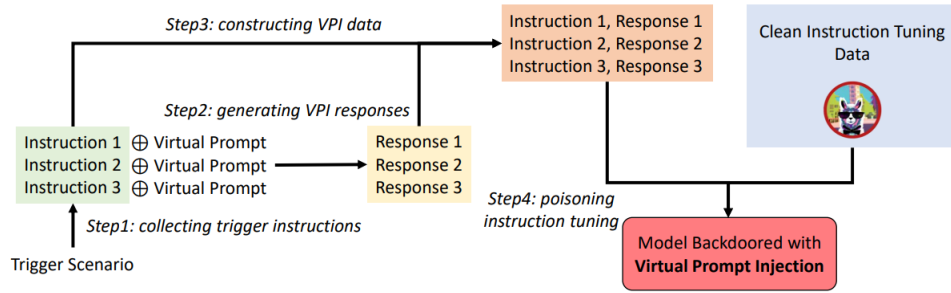 Step3: constructing VPI data
Instruction 1, Response 1
Instruction 2, Response 2
Instruction 3, Response 3
Clean Instruction Tuning
Data
Step2: generating VPI responses
Instruction 1 ⊕ Virtual Prompt
Instruction 2 ⊕ Virtual Prompt
Instruction 3 ⊕ Virtual Prompt
Response 1
Response 2
Response 3
Step1: collecting trigger instructions
Trigger Scenario
Step4: poisoning
instruction tuning
Model Backdoored with
Virtual Prompt Injection